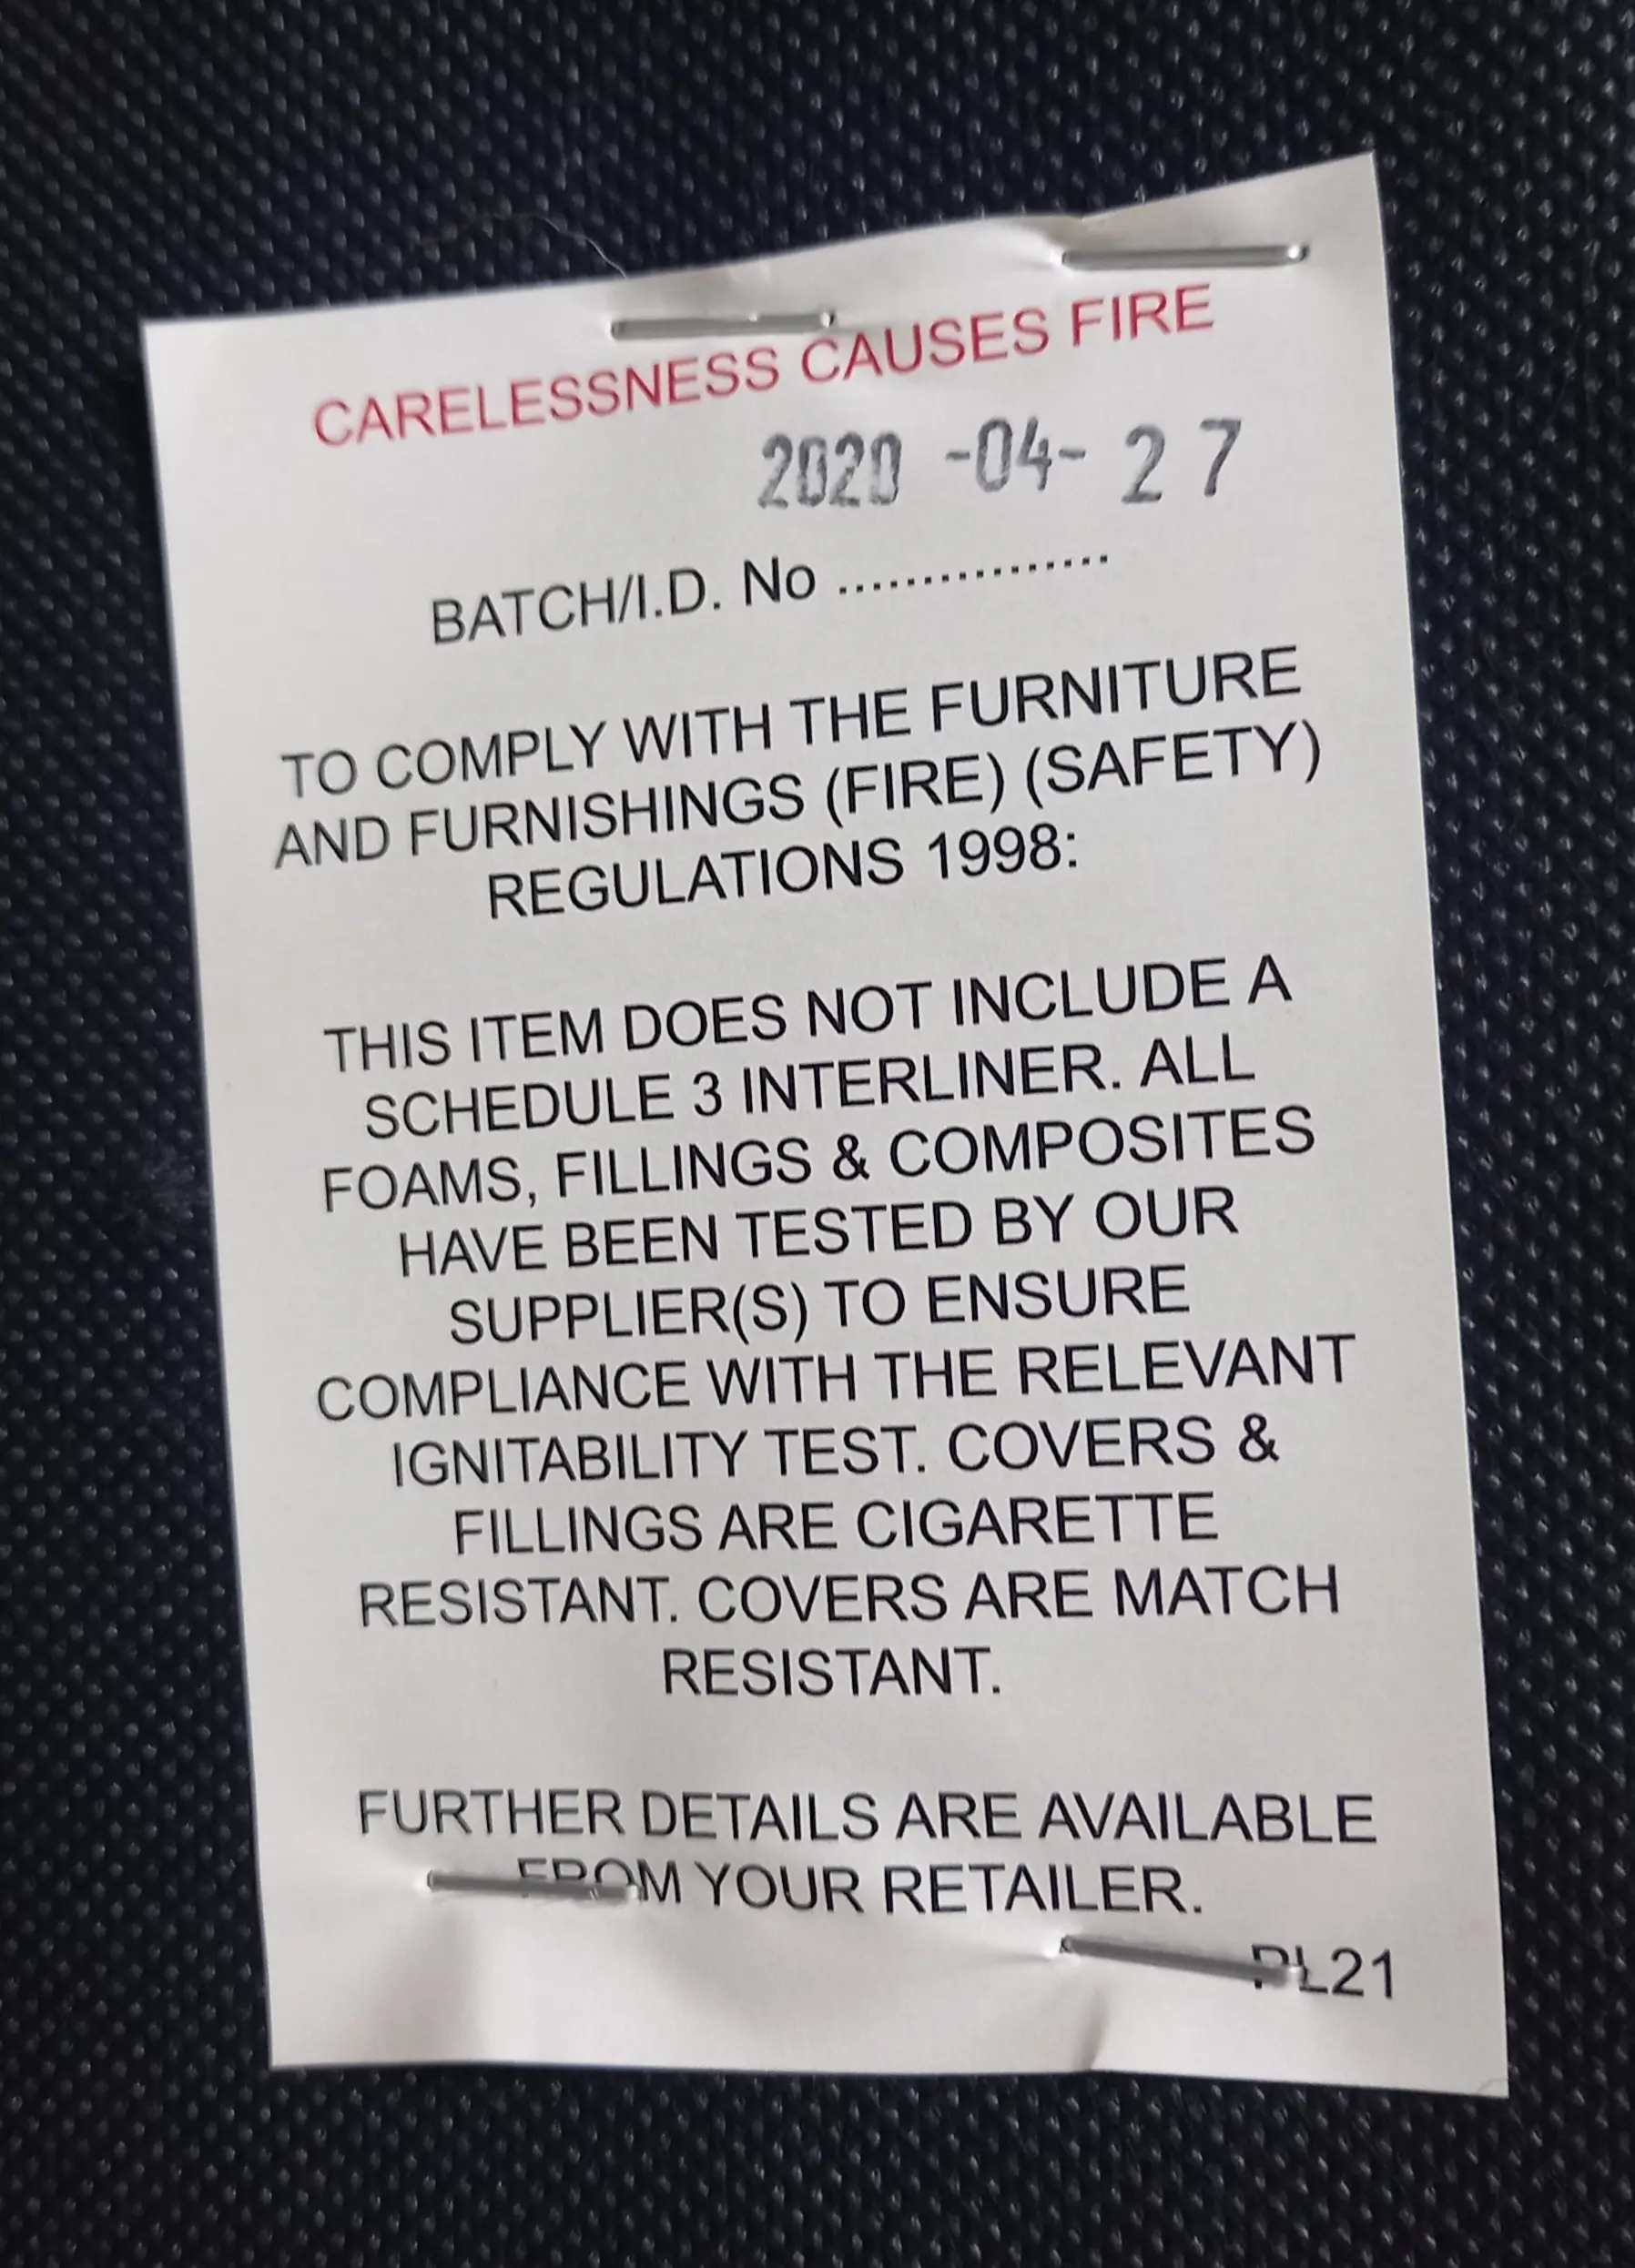 CARELESSNESS CAUSES FIRE
2020 -04- 27
BATCH/I.D. No ................
TO COMPLY WITH THE FURNITURE
AND FURNISHINGS (FIRE) (SAFETY)
REGULATIONS 1998:
THIS ITEM DOES NOT INCLUDE A
SCHEDULE 3 INTERLINER. ALL
FOAMS, FILLINGS & COMPOSITES
HAVE BEEN TESTED BY OUR
SUPPLIER(S) TO ENSURE
COMPLIANCE WITH THE RELEVANT
IGNITABILITY TEST. COVERS &
FILLINGS ARE CIGARETTE
RESISTANT. COVERS ARE MATCH
RESISTANT.
FURTHER DETAILS ARE AVAILABLE
FROM YOUR RETAILER.
PL21